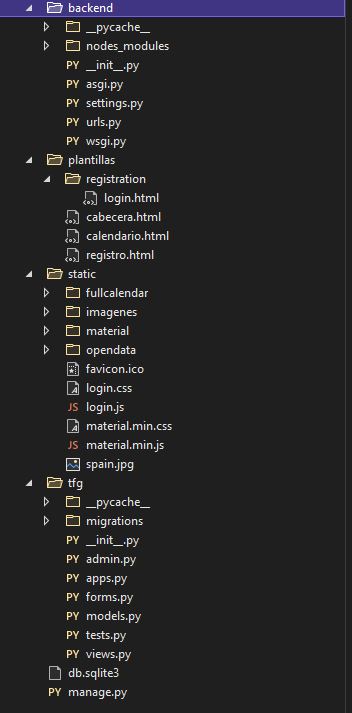 backend
__pycache__
nodes_modules
PY __init__.py
PY asgi.py
PY settings.py
PY urls.py
PY wsgi.py
plantillas
registration
login.html
cabecera.html
calendario.html
registro.html
static
fullcalendar
imagenes
material
opendata
favicon.ico
login.css
JS login.js
material.min.css
JS material.min.js
spain.jpg
tfg
__pycache__
migrations
PY __init__.py
PY admin.py
PY apps.py
PY forms.py
PY models.py
PY tests.py
PY views.py
db.sqlite3
PY manage.py